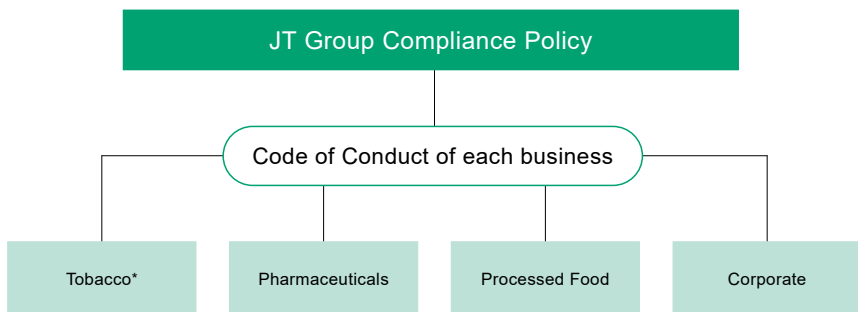 JT Group Compliance Policy
Code of Conduct of each business
Tobacco*
Pharmaceuticals
Processed Food
Corporate